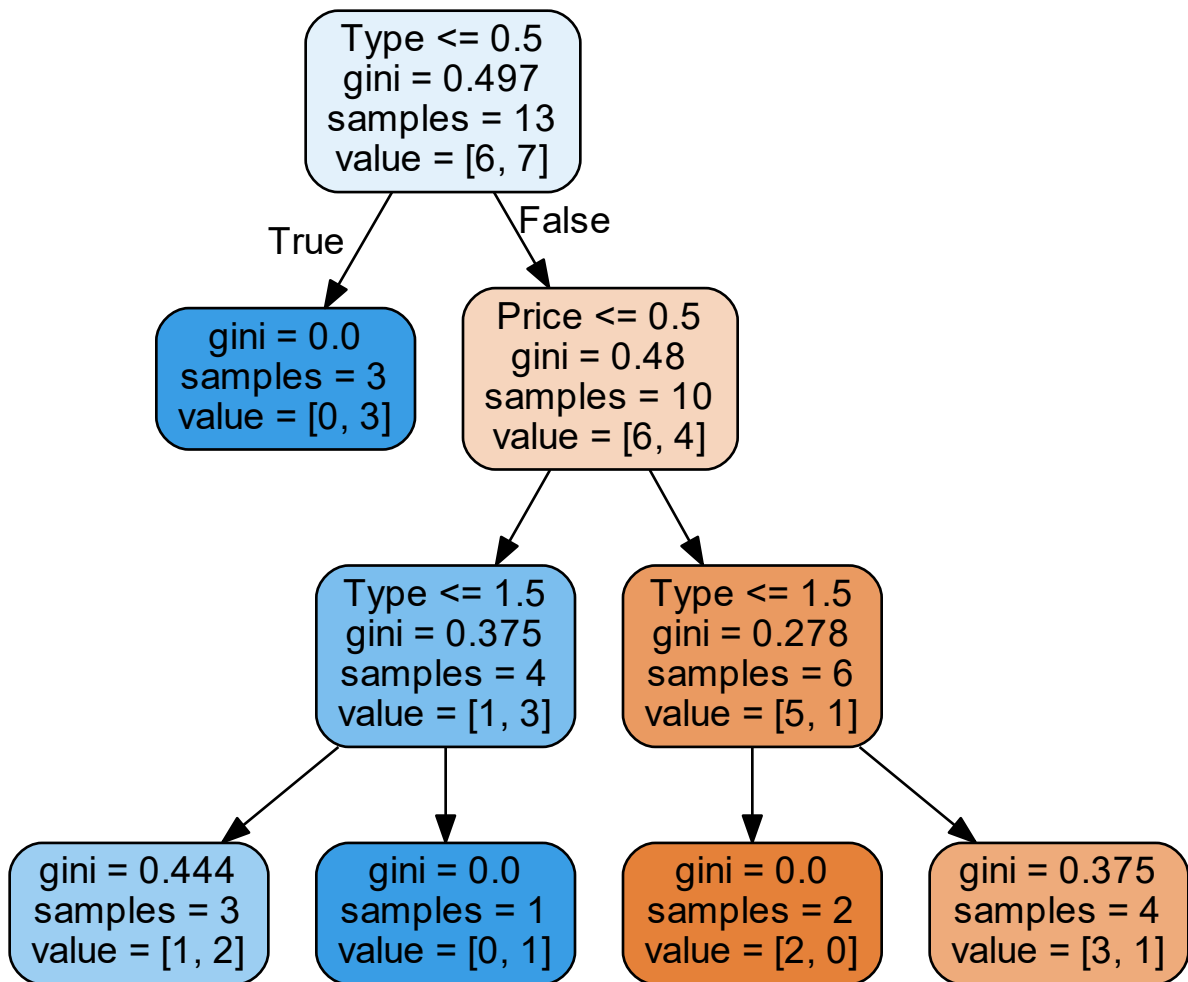 Type <= 0.5
gini = 0.497
samples = 13
value = [6, 7]
True
False
gini = 0.0
samples = 3
value = [0, 3]
Price <= 0.5
gini = 0.48
samples = 10
value = [6, 4]
Type <= 1.5
gini = 0.375
samples = 4
value = [1, 3]
Type <= 1.5
gini = 0.278
samples = 6
value = [5, 1]
gini = 0.444
samples = 3
value = [1, 2]
gini = 0.0
samples = 1
value = [0, 1]
gini = 0.0
samples = 2
value = [2, 0]
gini = 0.375
samples = 4
value = [3, 1]